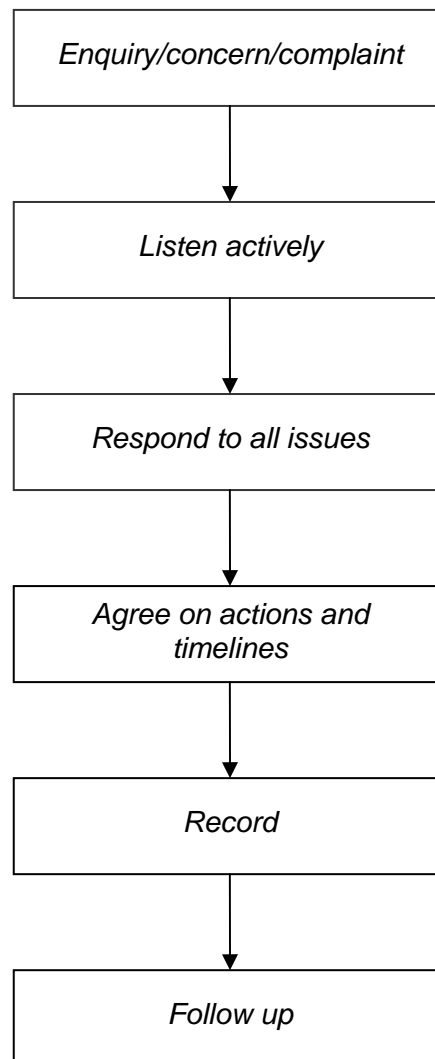 Enquiry/concern/complaint
Listen actively
Respond to all issues
Agree on actions and
timelines
Record
Follow up